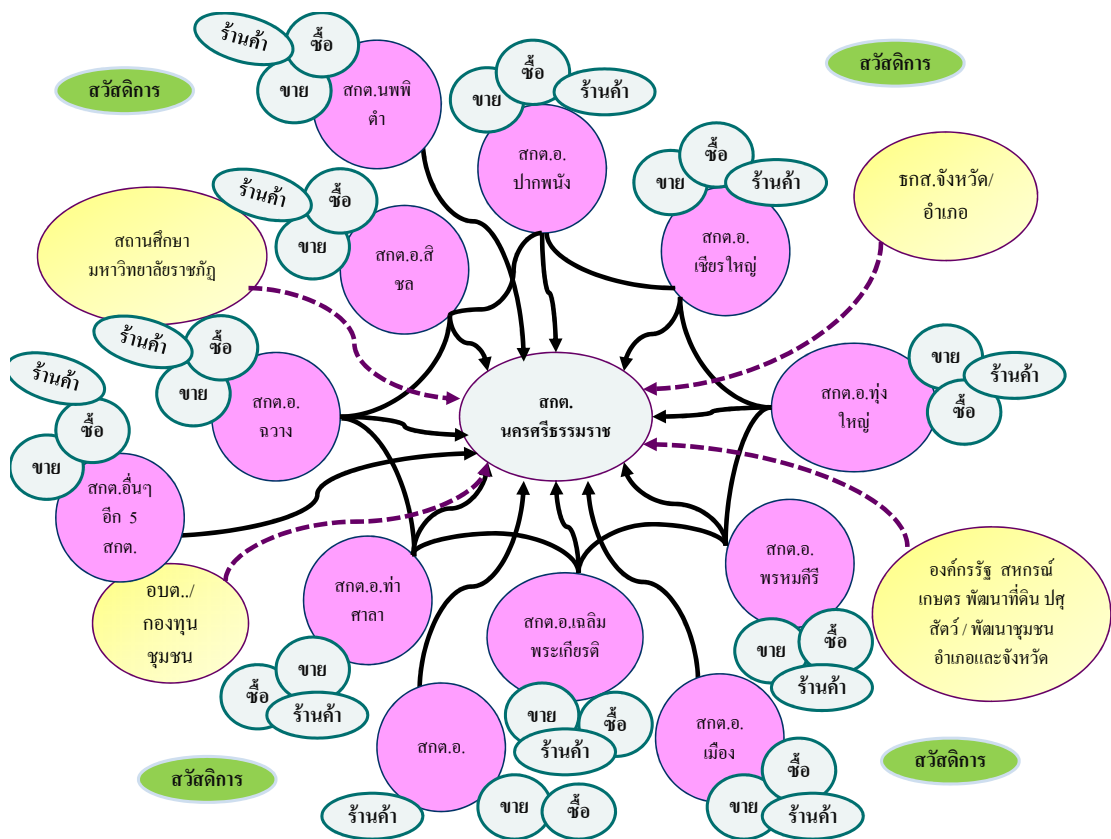 ร้านค้า
ซื้อ
ขาย
สกต.นพพิ
ตำ
สวัสดิการ
ซื้อ
ขาย
ร้านค้า
สกต.อ.
ปากพนัง
สวัสดิการ
ซื้อ
ขาย
ร้านค้า
สกต.อ.
เชียรใหญ่
ธกส.จังหวัด/
อำเภอ
ร้านค้า
ซื้อ
ขาย
สกต.อ.สิ
ชล
สถานศึกษา
มหาวิทยาลัยราชภัฏ
ร้านค้า
ซื้อ
ขาย
สกต.อ.
ฉวาง
สกต.
นครศรีธรรมราช
ขาย
ร้านค้า
ซื้อ
สกต.อ.ทุ่ง
ใหญ่
ร้านค้า
ซื้อ
ขาย
สกต.อื่นๆ
อีก 5
สกต.
อบต../
กองทุน
ชุมชน
สกต.อ.ท่า
ศาลา
ขาย
ซื้อ
ร้านค้า
สกต.อ.เฉลิม
พระเกียรติ
ขาย
ซื้อ
ร้านค้า
สกต.อ.
พรหมคีรี
ขาย
ซื้อ
ร้านค้า
องค์กรรัฐ สหกรณ์
เกษตร พัฒนาที่ดิน ปศุ
สัตว์ / พัฒนาชุมชน
อำเภอและจังหวัด
สวัสดิการ
สกต.อ.
ร้านค้า
ขาย
ซื้อ
สกต.อ.
เมือง
ซื้อ
ขาย
ร้านค้า
สวัสดิการ